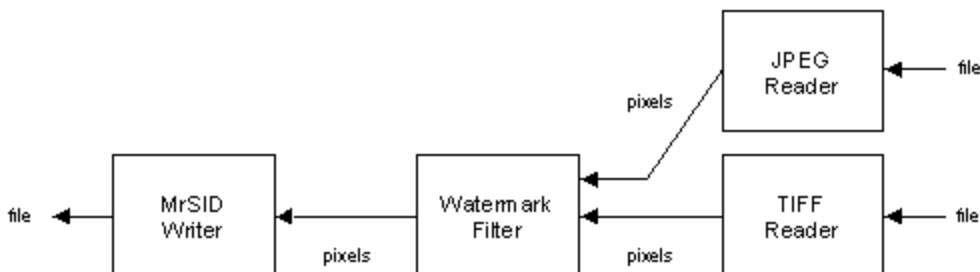 JPEG
Reader
file
pixels
file
MrSID
Writer
pixels
Watermark
Filter
pixels
TIFF
Reader
file